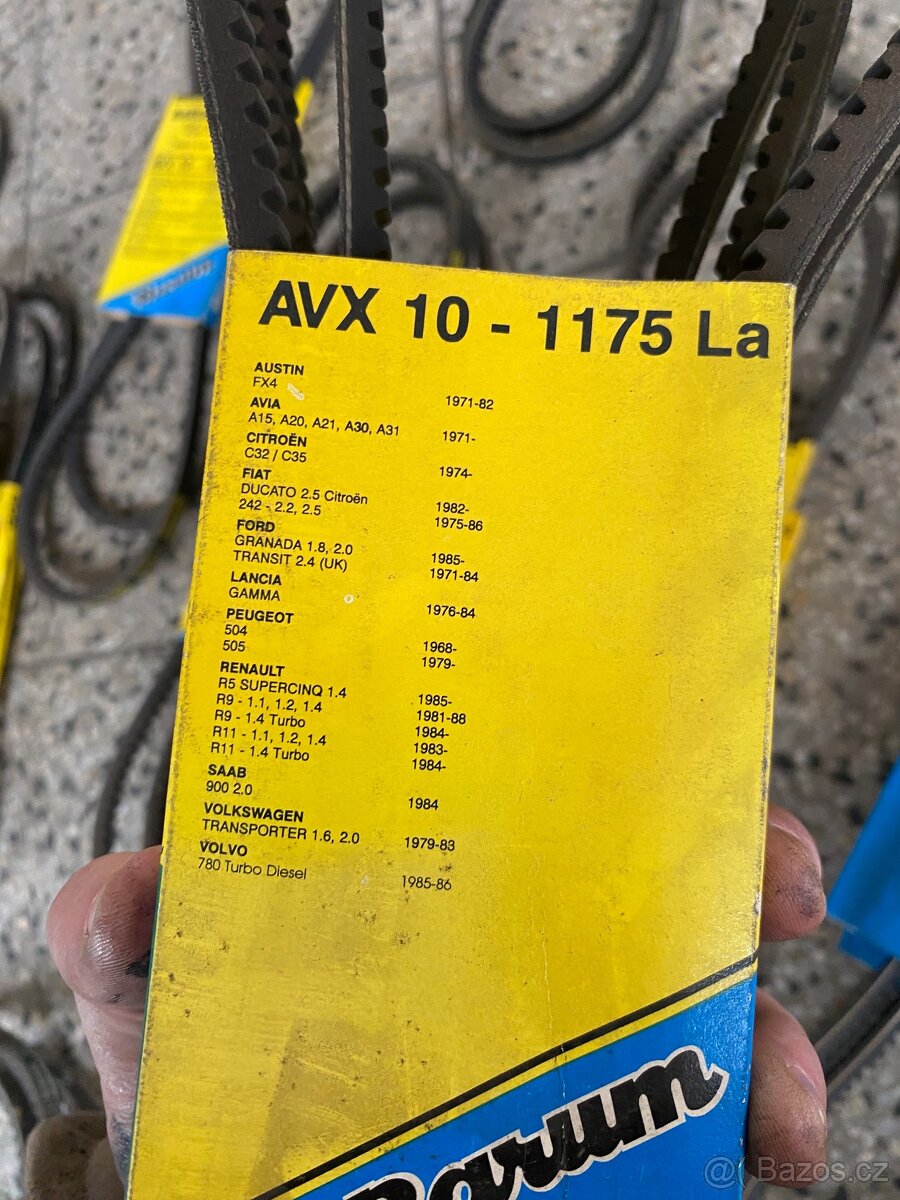 AVX 10 - 1175 La
AUSTIN
FX4 1971-82
AVIA
A15, A20, A21, A30, A31 1971-
CITROËN
C32 / C35 1974-
FIAT
DUCATO 2.5 Citroën 1982-
242 - 2.2, 2.5 1975-86
FORD
GRANADA 1.8, 2.0 1985-
TRANSIT 2.4 (UK) 1971-84
LANCIA
GAMMA 1976-84
PEUGEOT
504 1968-
505 1979-
RENAULT
R5 SUPERCINQ 1.4 1985-
R9 - 1.1, 1.2, 1.4 1981-88
R9 - 1.4 Turbo 1984-
R11 - 1.1, 1.2, 1.4 1983-
R11 - 1.4 Turbo 1984-
SAAB
900 2.0 1984
VOLKSWAGEN
TRANSPORTER 1.6, 2.0 1979-83
VOLVO
780 Turbo Diesel 1985-86
Barum
Bazos.cz